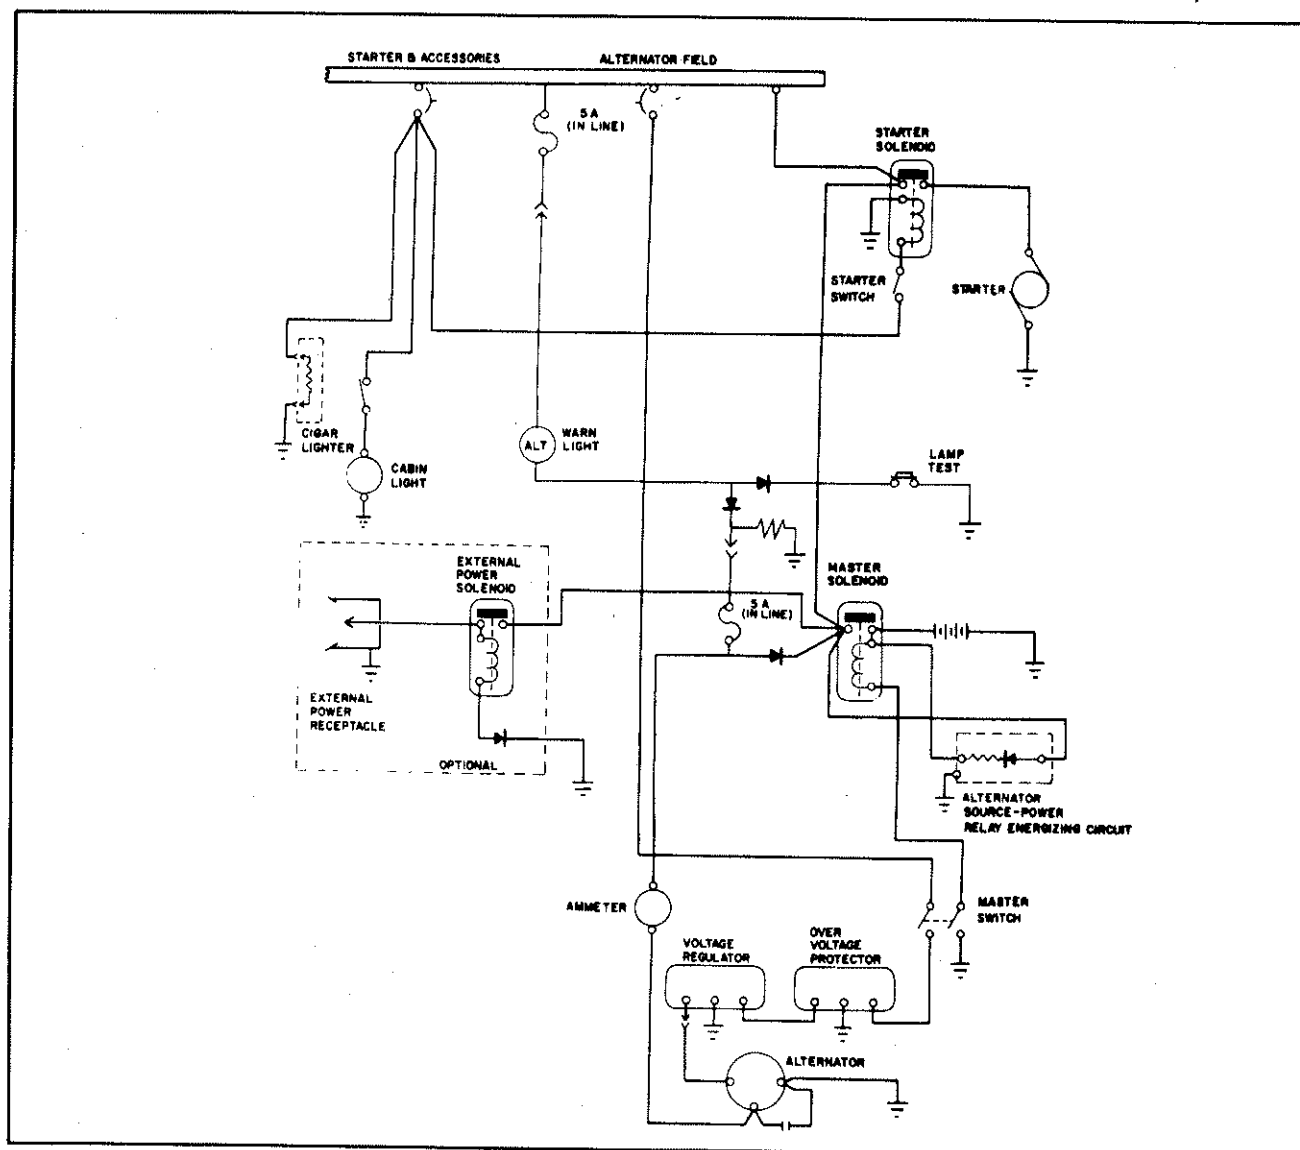 STARTER & ACCESSORIES
ALTERNATOR FIELD
5 A
(IN LINE)
STARTER
SOLENOID
STARTER
SWITCH
STARTER
CIGAR
LIGHTER
CABIN
LIGHT
ALT
WARN
LIGHT
LAMP
TEST
EXTERNAL
POWER
SOLENOID
MASTER
SOLENOID
5 A
(IN LINE)
EXTERNAL
POWER
RECEPTACLE
OPTIONAL
ALTERNATOR
SOURCE-POWER
RELAY ENERGIZING CIRCUIT
AMMETER
MASTER
SWITCH
VOLTAGE
REGULATOR
OVER
VOLTAGE
PROTECTOR
ALTERNATOR